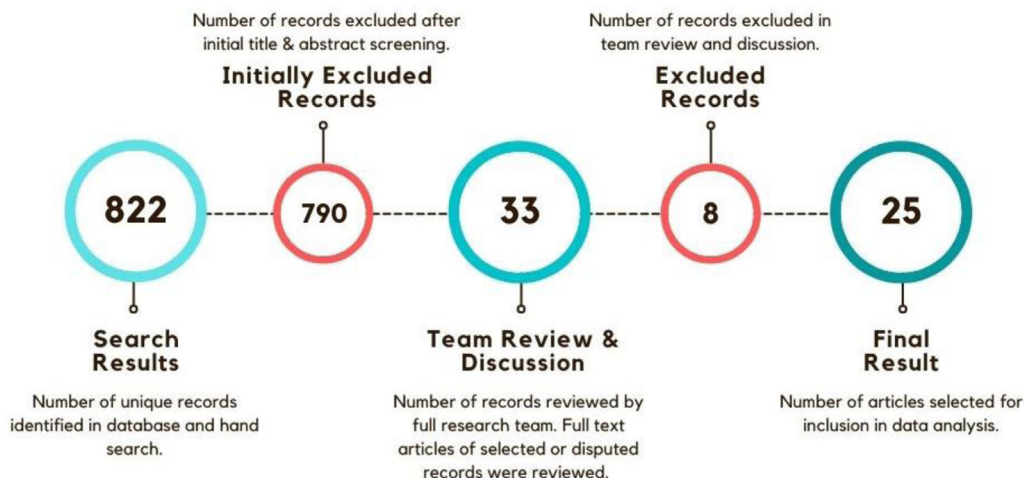 Number of records excluded after
initial title & abstract screening.
Initially Excluded
Records
Number of records excluded in
team review and discussion.
Excluded
Records
822
790
33
8
25
Search
Results
Number of unique records
identified in database and hand
search.
Team Review &
Discussion
Number of records reviewed by
full research team. Full text
articles of selected or disputed
records were reviewed.
Final
Result
Number of articles selected for
inclusion in data analysis.